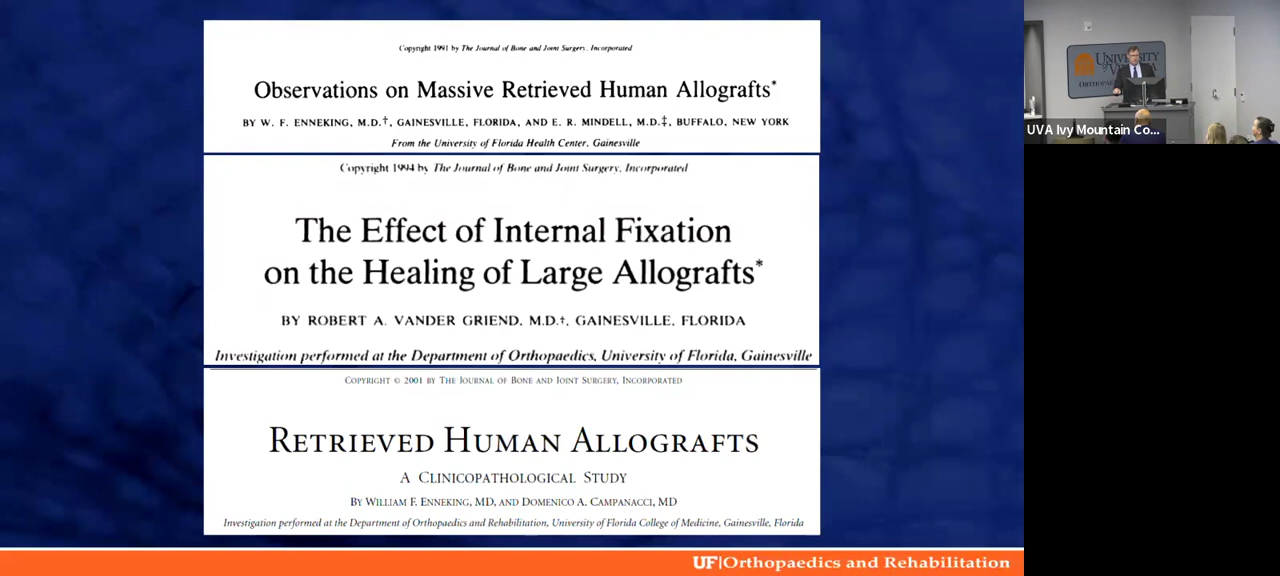 Copyright 1991 by The Journal of Bone and Joint Surgery, Incorporated
Observations on Massive Retrieved Human Allografts*
BY W. F. ENNEKING, M.D.†, GAINESVILLE, FLORIDA, AND E. R. MINDELL, M.D.‡, BUFFALO, NEW YORK
From the University of Florida Health Center, Gainesville
Copyright 1994 by The Journal of Bone and Joint Surgery, Incorporated
The Effect of Internal Fixation
on the Healing of Large Allografts*
BY ROBERT A. VANDER GRIEND, M.D.†, GAINESVILLE, FLORIDA
Investigation performed at the Department of Orthopaedics, University of Florida, Gainesville
COPYRIGHT © 2001 BY THE JOURNAL OF BONE AND JOINT SURGERY, INCORPORATED
RETRIEVED HUMAN ALLOGRAFTS
A CLINICOPATHOLOGICAL STUDY
BY WILLIAM F. ENNEKING, MD, AND DOMENICO A. CAMPANACCI, MD
Investigation performed at the Department of Orthopaedics and Rehabilitation, University of Florida College of Medicine, Gainesville, Florida
UF|Orthopaedics and Rehabilitation
UNIVERSITY
UVA Ivy Mountain Co...